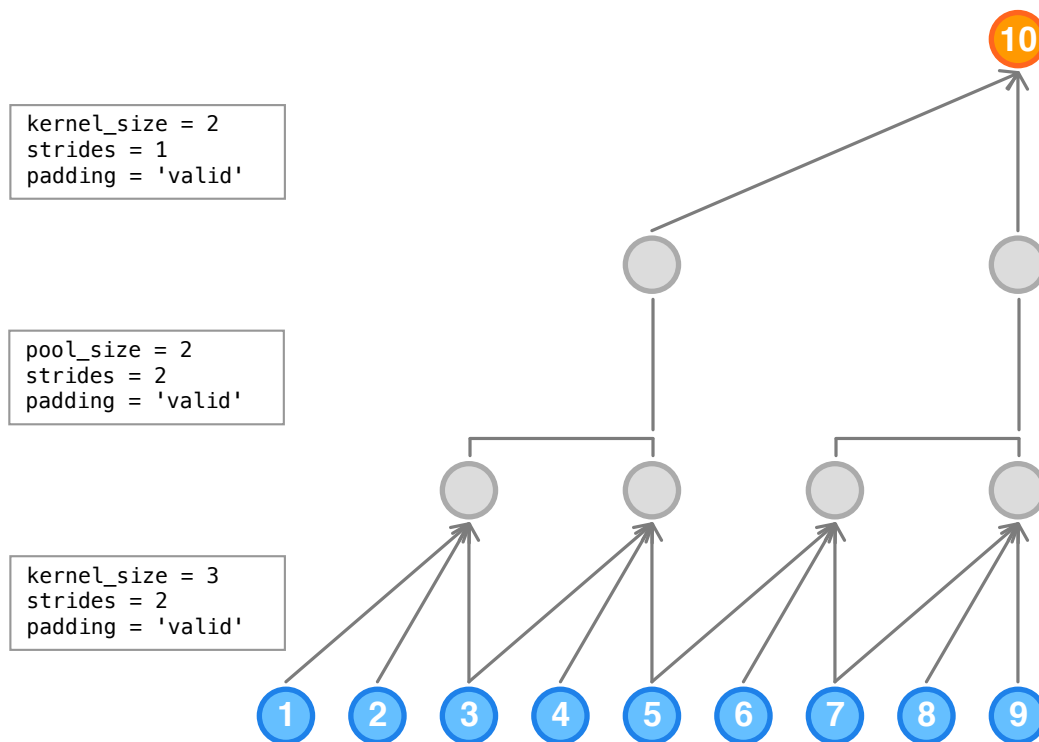 10
kernel_size = 2
strides = 1
padding = 'valid'
pool_size = 2
strides = 2
padding = 'valid'
kernel_size = 3
strides = 2
padding = 'valid'
1 2 3 4 5 6 7 8 9